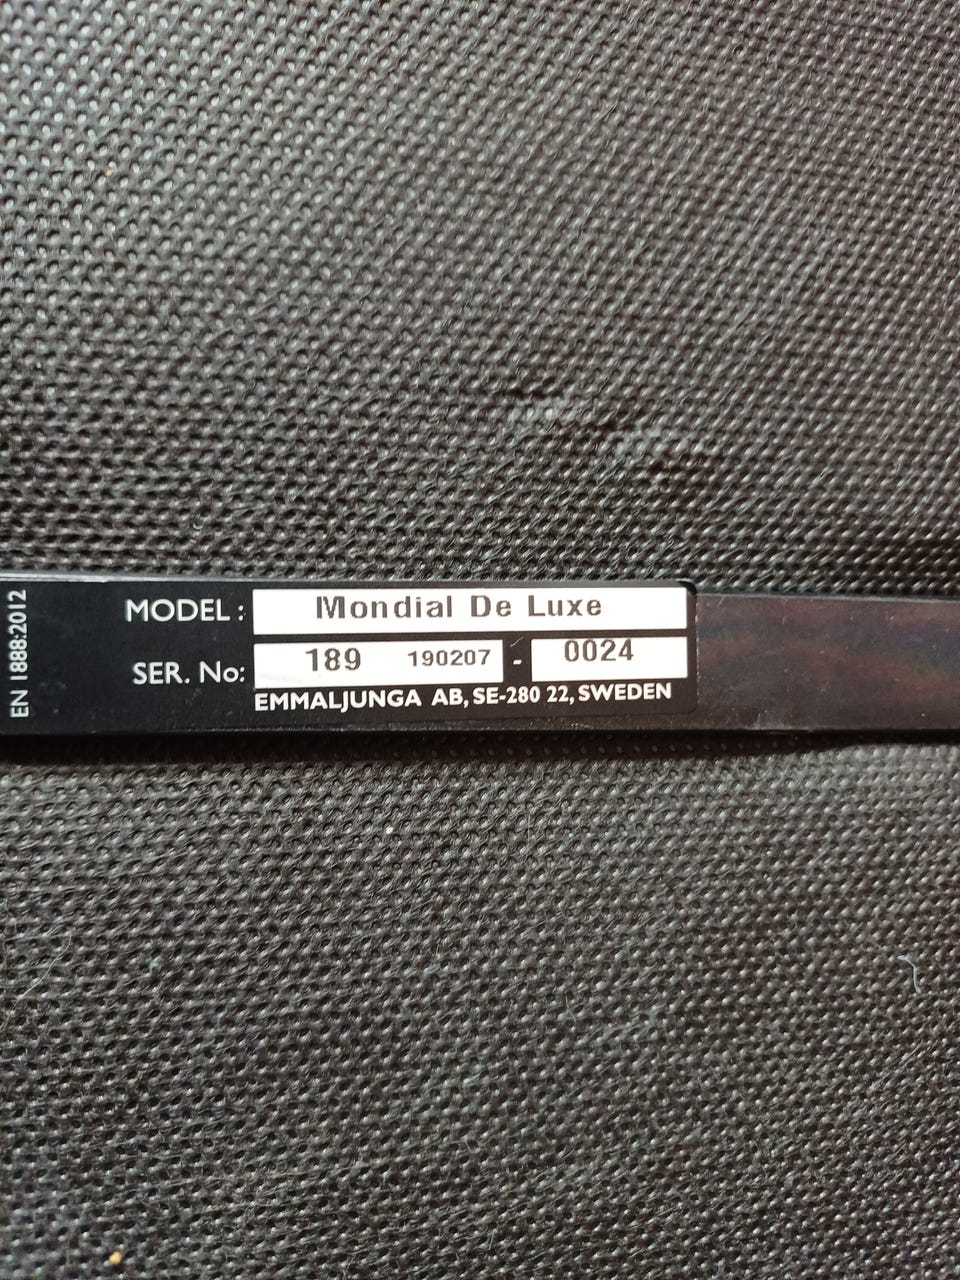 EN 1888:2012
MODEL : Mondial De Luxe
SER. No: 189 190207 - 0024
EMMALJUNGA AB, SE-280 22, SWEDEN